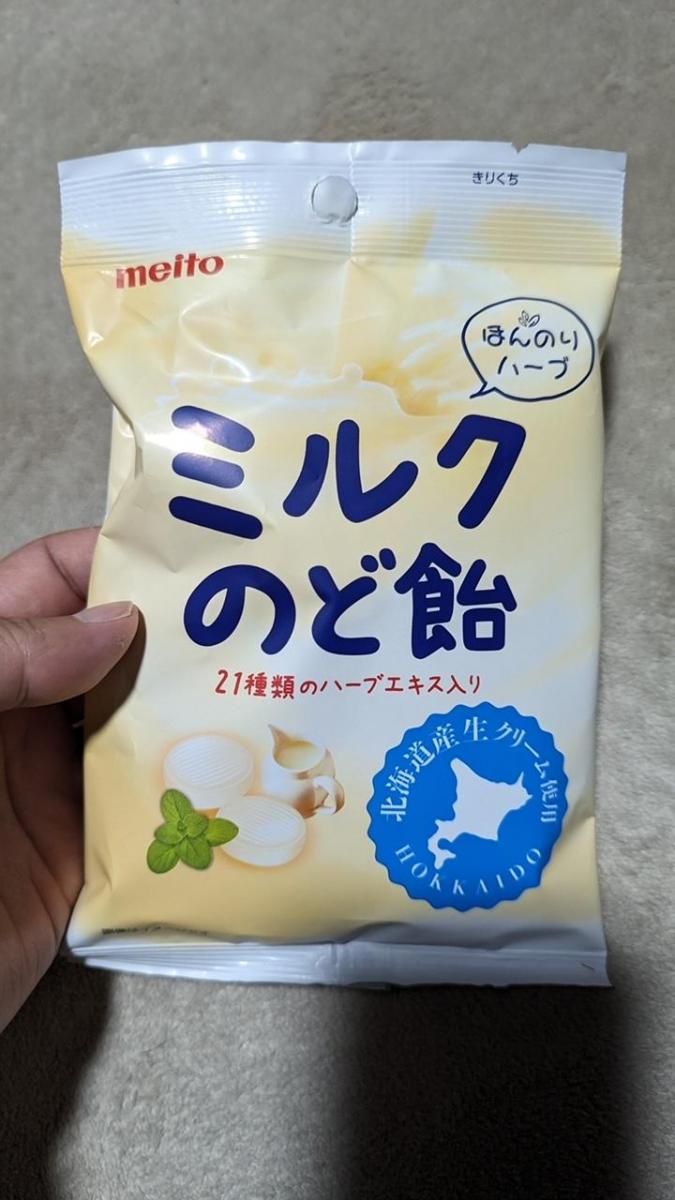 きりくち
meito
ほんのり
ハーブ
ミルク
のど飴
21種類のハーブエキス入り
北海道産生クリーム使用
HOKKAIDO